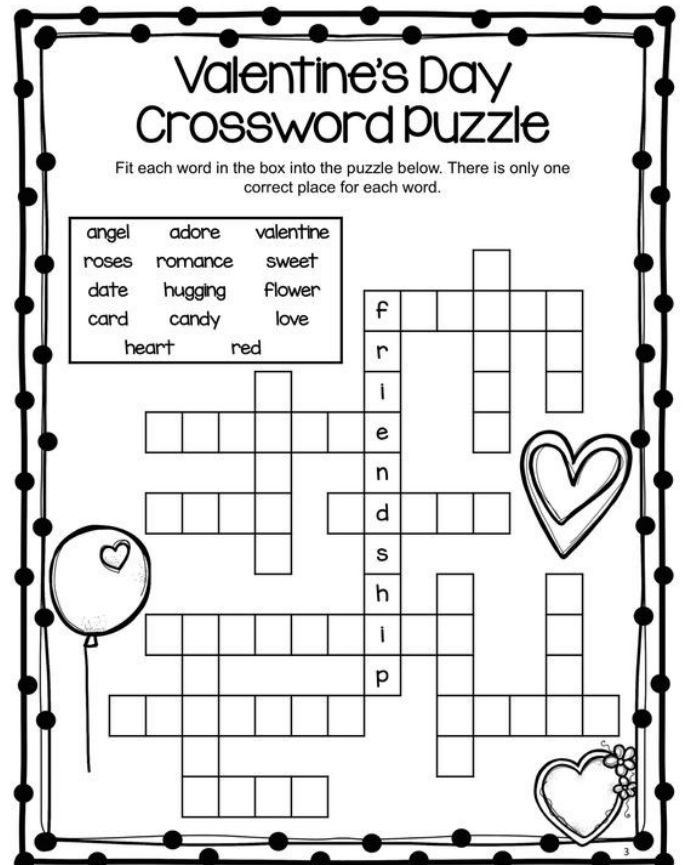 Valentine's Day
Crossword Puzzle
Fit each word in the box into the puzzle below. There is only one
correct place for each word.
angel adore valentine
roses romance sweet
date hugging flower
card candy love
heart red
f
r
i
e
n
d
s
h
i
p
3